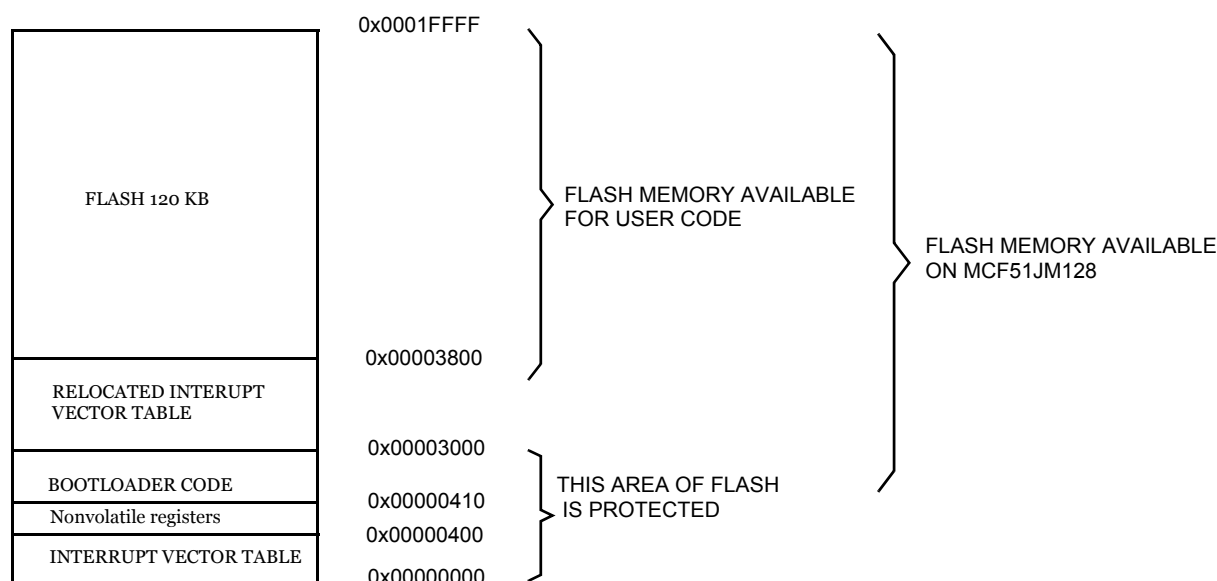 0x0001FFFF
FLASH 120 KB
FLASH MEMORY AVAILABLE
FOR USER CODE
FLASH MEMORY AVAILABLE
ON MCF51JM128
0x00003800
RELOCATED INTERUPT
VECTOR TABLE
0x00003000
BOOTLOADER CODE
THIS AREA OF FLASH
IS PROTECTED
0x00000410
Nonvolatile registers
0x00000400
INTERRUPT VECTOR TABLE
0x00000000